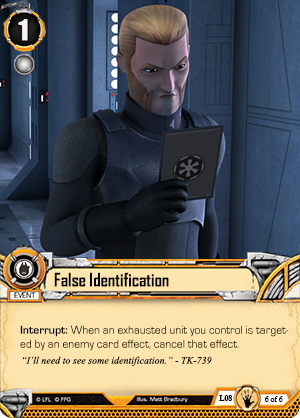 1
False Identification
EVENT
Interrupt: When an exhausted unit you control is target-
ed by an enemy card effect, cancel that effect.
“I’ll need to see some identification.” - TK-739
© LFL © FFG
Illus. Matt Bradbury
L08
6 of 6